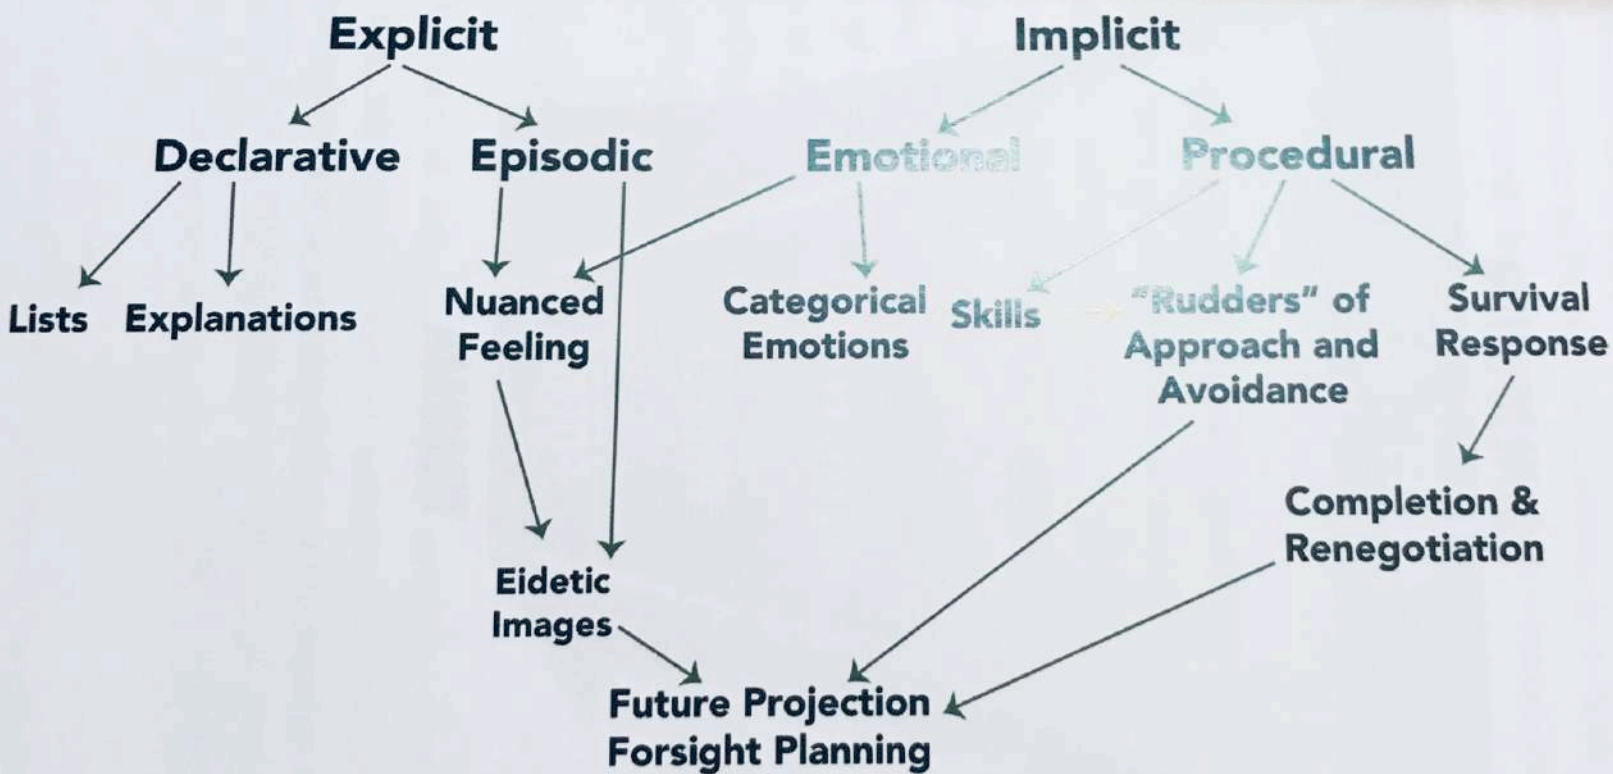 Explicit
Implicit
Declarative
Episodic
Emotional
Procedural
Lists
Explanations
Nuanced
Feeling
Categorical
Emotions
Skills
"Rudders" of
Approach and
Avoidance
Survival
Response
Completion &
Renegotiation
Eidetic
Images
Future Projection
Forsight Planning